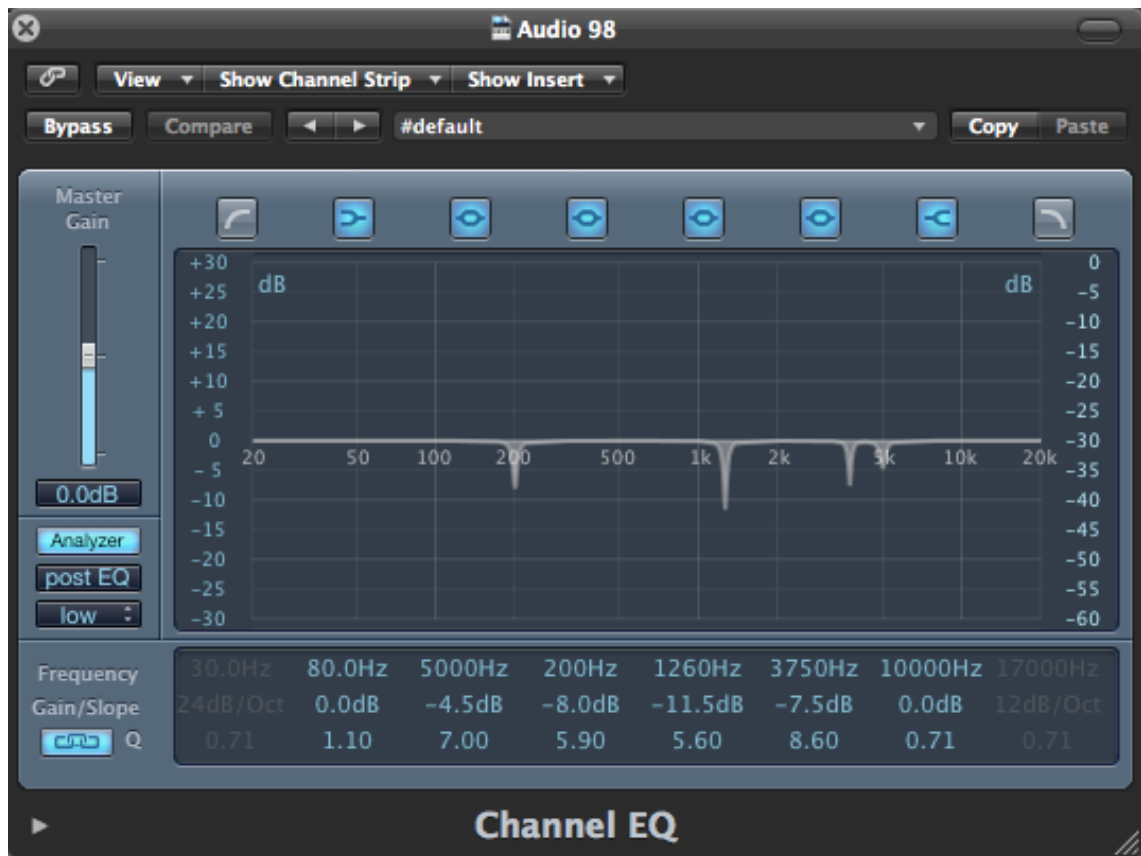 Audio 98
View Show Channel Strip Show Insert
Bypass Compare #default Copy Paste
Master
Gain
+30 dB dB 0
+25 -5
+20 -10
+15 -15
+10 -20
+ 5 -25
0 -30
20 50 100 200 500 1k 2k 5k 10k 20k
- 5 -35
0.0dB -10 -40
-15 -45
Analyzer
-20 -50
post EQ
-25 -55
low -30 -60
Frequency 30.0Hz 80.0Hz 5000Hz 200Hz 1260Hz 3750Hz 10000Hz 17000Hz
Gain/Slope 24dB/Oct 0.0dB -4.5dB -8.0dB -11.5dB -7.5dB 0.0dB 12dB/Oct
Q 0.71 1.10 7.00 5.90 5.60 8.60 0.71 0.71
Channel EQ